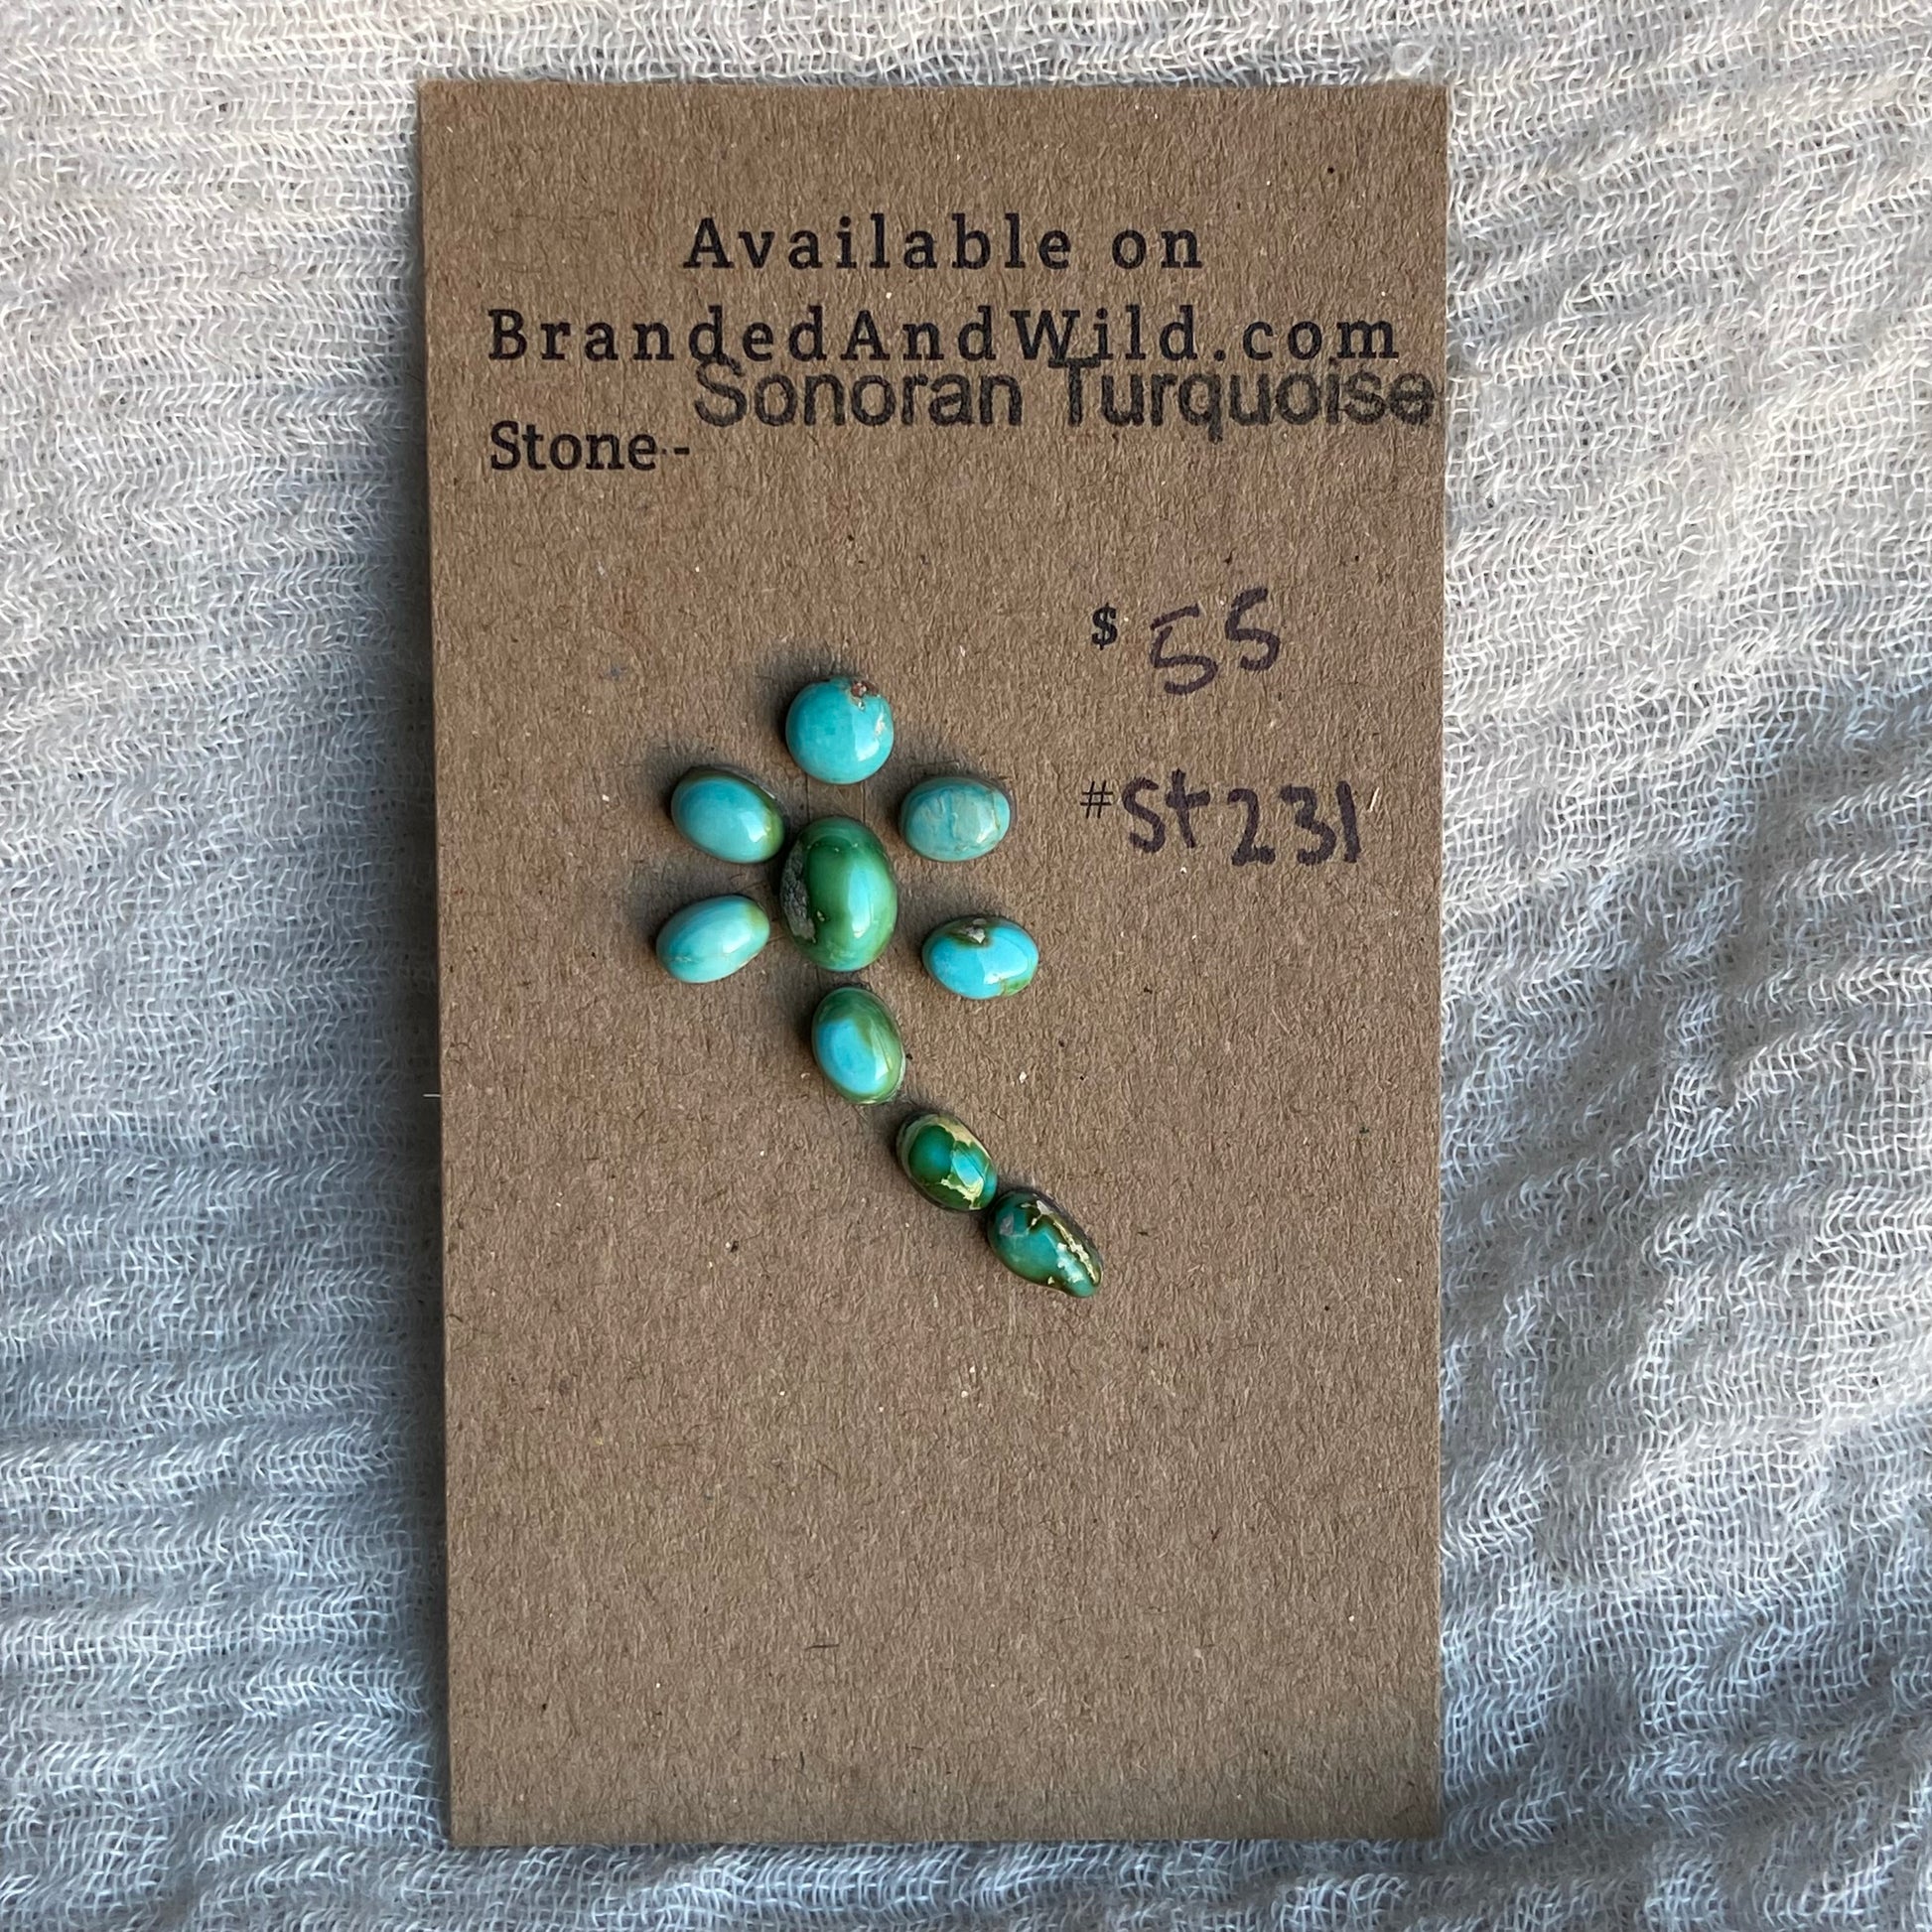 Available on
BrandedAndWild.com
Sonoran Turquoise
Stone-
$ 55
#St231